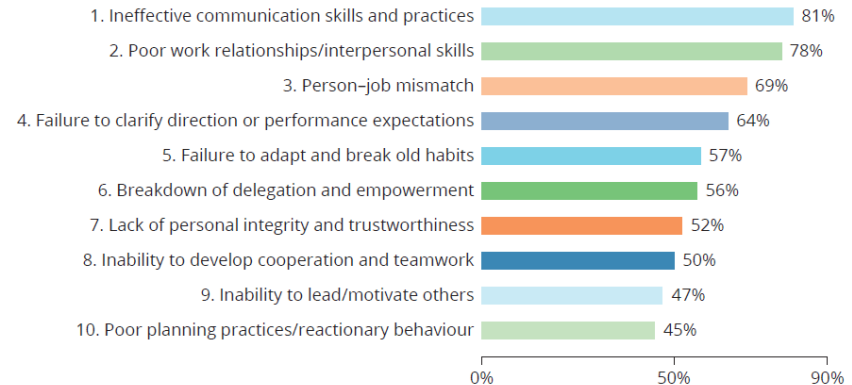 1. Ineffective communication skills and practices 81%
2. Poor work relationships/interpersonal skills 78%
3. Person–job mismatch 69%
4. Failure to clarify direction or performance expectations 64%
5. Failure to adapt and break old habits 57%
6. Breakdown of delegation and empowerment 56%
7. Lack of personal integrity and trustworthiness 52%
8. Inability to develop cooperation and teamwork 50%
9. Inability to lead/motivate others 47%
10. Poor planning practices/reactionary behaviour 45%
0% 50% 90%